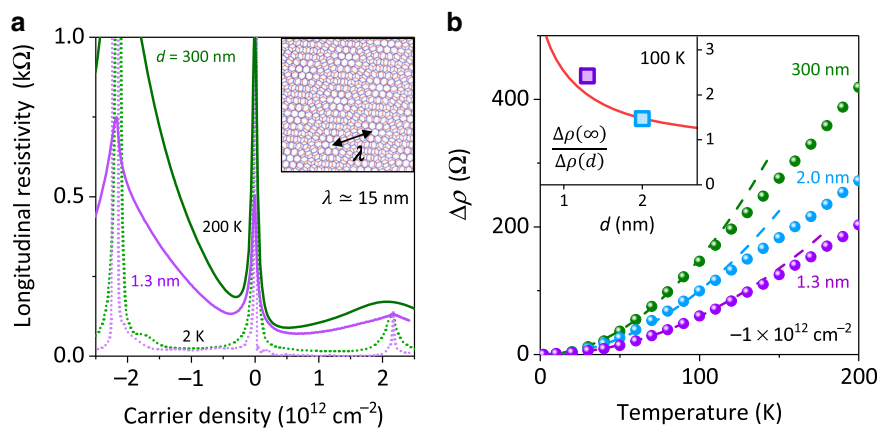 a
Longitudinal resistivity (kΩ)
1.0
0.5
0.0
d = 300 nm
λ
λ ≃ 15 nm
200 K
1.3 nm
2 K
−2 −1 0 1 2
Carrier density (10¹² cm⁻²)
b
Δρ (Ω)
400
200
0
100 K
3
2
1
0
Δρ(∞)
Δρ(d)
1 2
d (nm)
300 nm
2.0 nm
1.3 nm
−1 × 10¹² cm⁻²
0 100 200
Temperature (K)